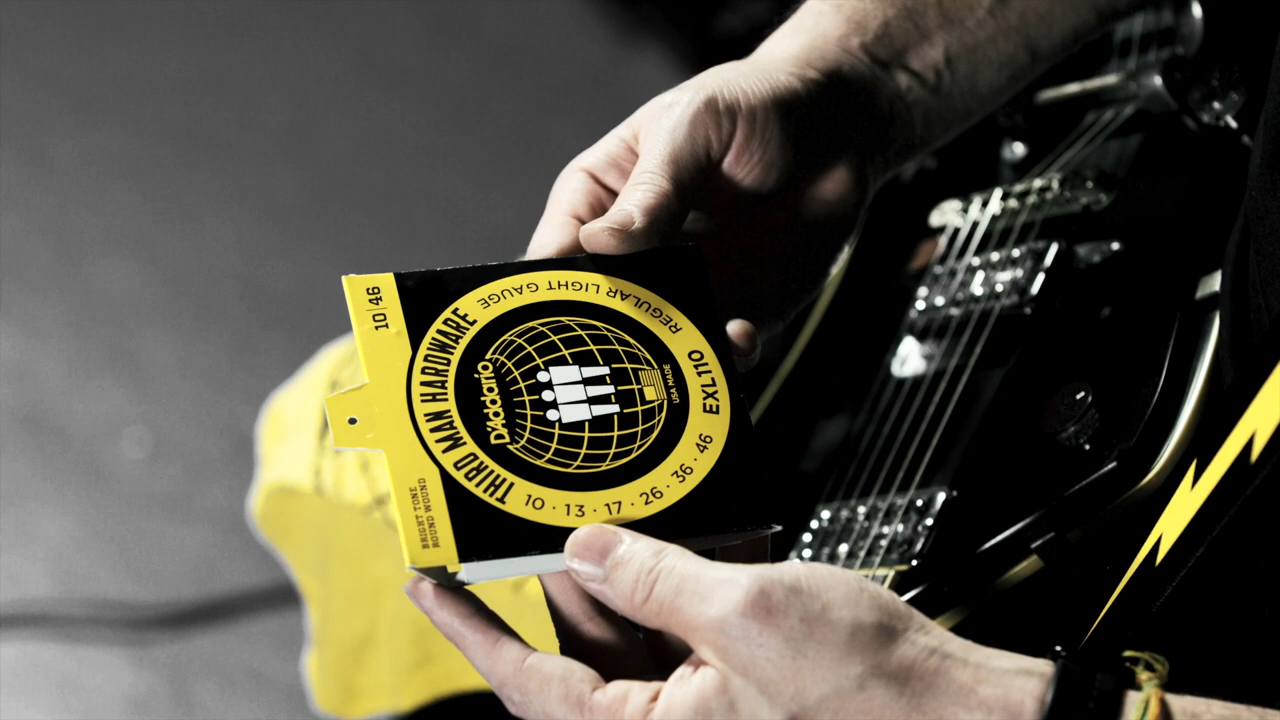 10|46
THIRD MAN HARDWARE
REGULAR LIGHT GAUGE
EXL110
10 · 13 · 17 · 26 · 36 · 46
D'Addario
USA MADE
BRIGHT TONE
ROUND WOUND